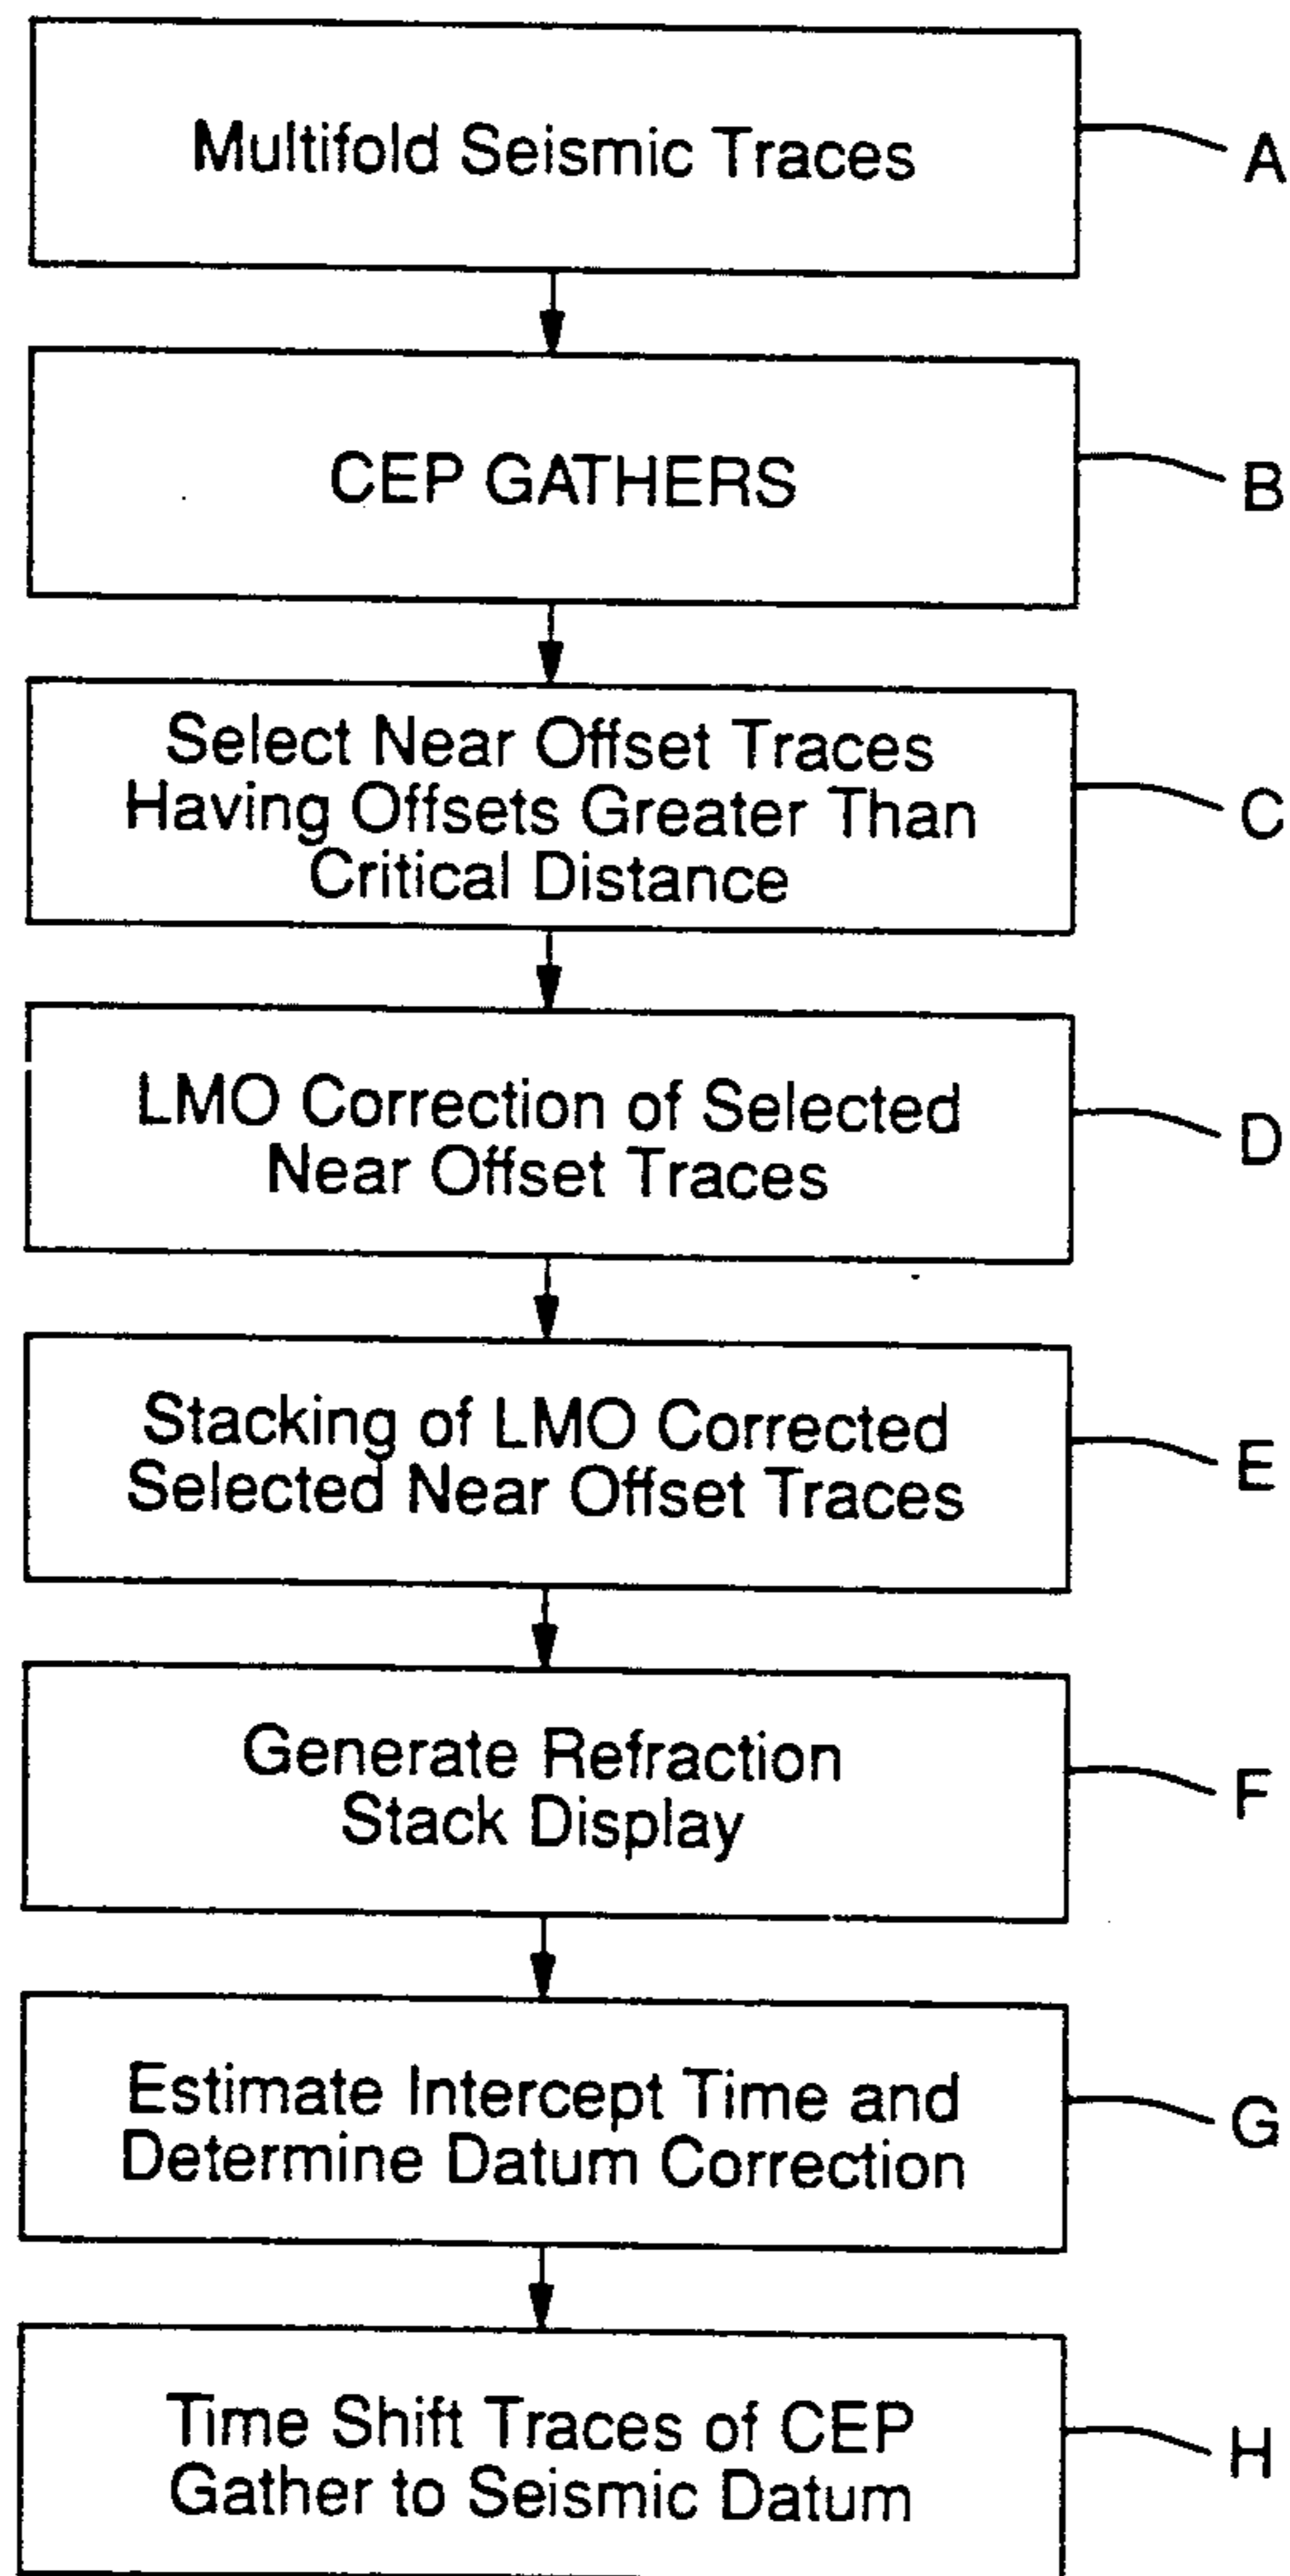 Multifold Seismic Traces
A
CEP GATHERS
B
Select Near Offset Traces
Having Offsets Greater Than
Critical Distance
C
LMO Correction of Selected
Near Offset Traces
D
Stacking of LMO Corrected
Selected Near Offset Traces
E
Generate Refraction
Stack Display
F
Estimate Intercept Time and
Determine Datum Correction
G
Time Shift Traces of CEP
Gather to Seismic Datum
H